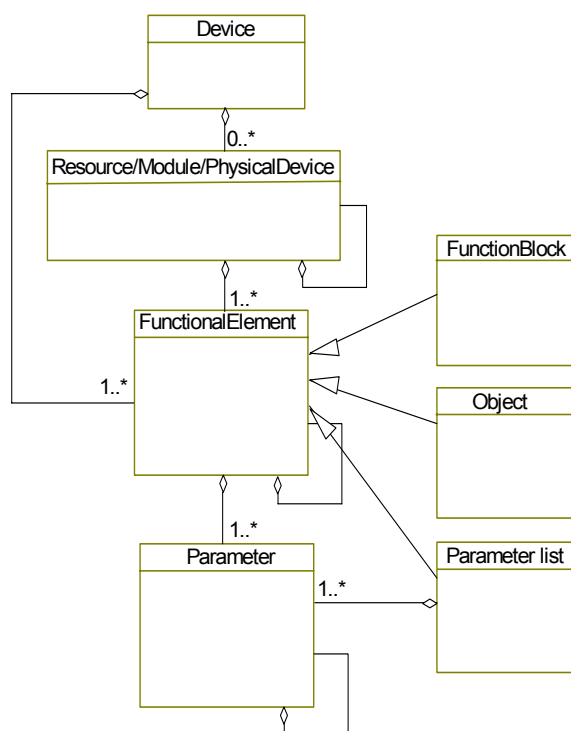 Device
0..*
Resource/Module/PhysicalDevice
FunctionBlock
1..*
FunctionalElement
1..*
Object
1..*
Parameter
Parameter list
1..*